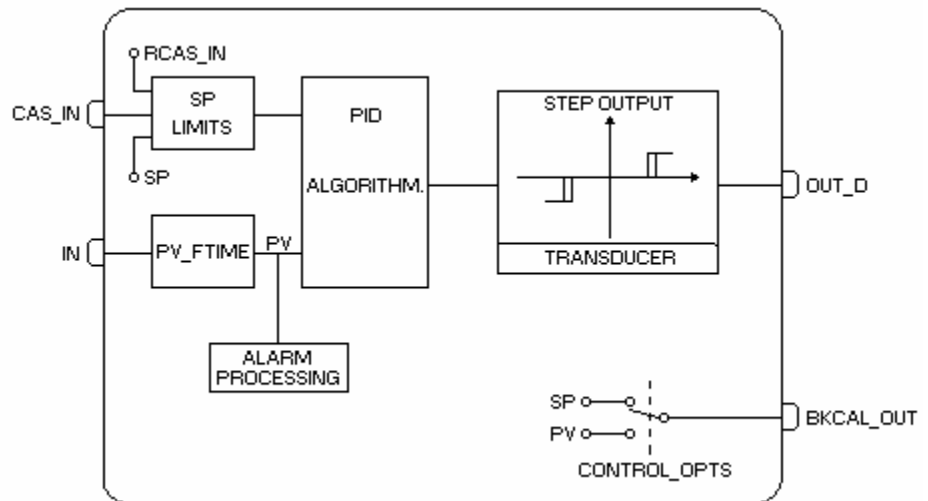 RCAS_IN
CAS_IN
SP
LIMITS
SP
PID
ALGORITHM.
STEP OUTPUT
TRANSDUCER
OUT_D
IN
PV_FTIME
PV
ALARM
PROCESSING
SP
PV
CONTROL_OPTS
BKCAL_OUT